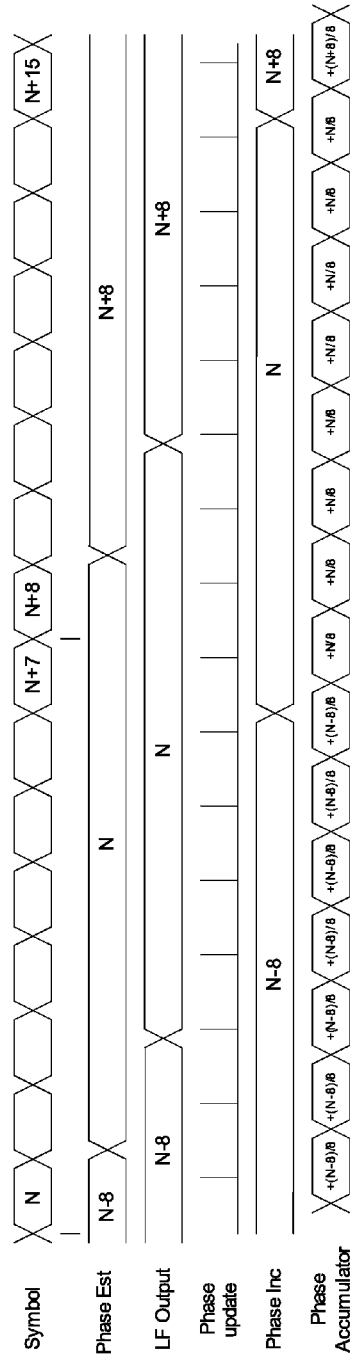 Symbol N N+7 N+8 N+15
Phase Est N-8 N N+8
LF Output N-8 N N+8
Phase
update
Phase Inc N-8 N N+8
Phase
Accumulator
+(N-8)/8 +(N-8)/8 +(N-8)/8 +(N-8)/8 +(N-8)/8 +(N-8)/8 +(N-8)/8 +N/8 +N/8 +N/8 +N/8 +N/8 +N/8 +N/8 +N/8 +(N+8)/8